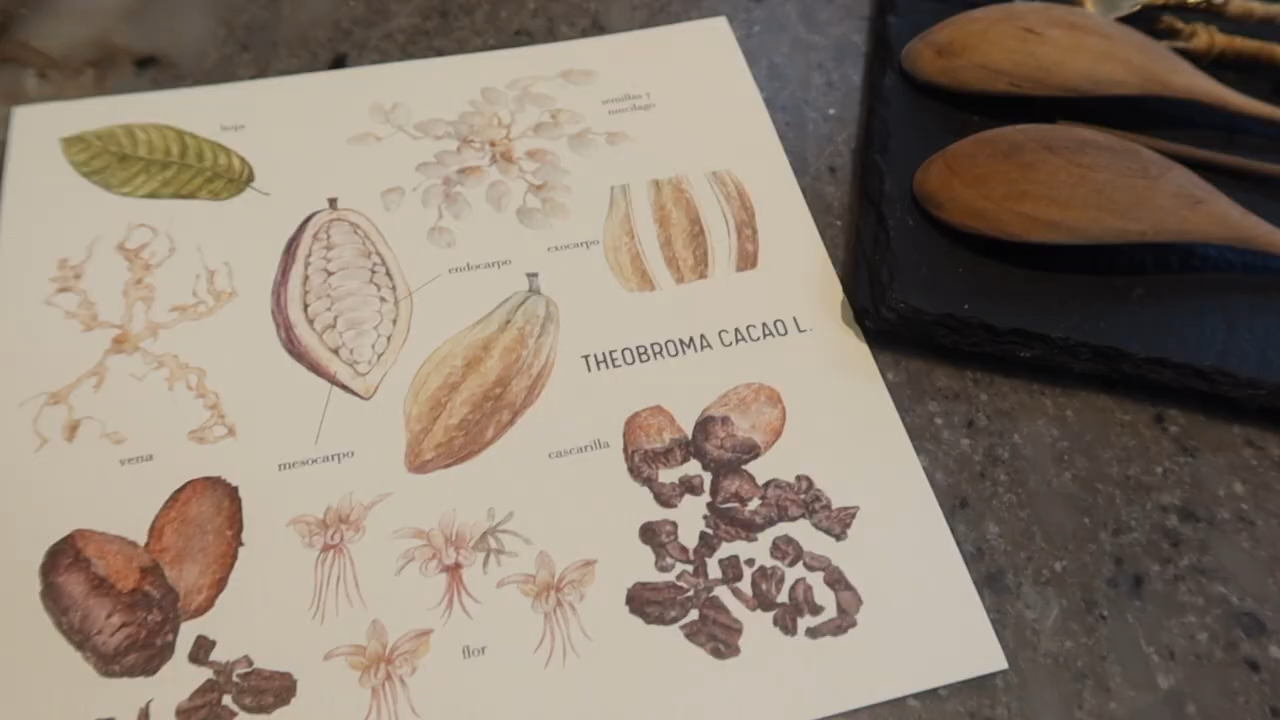 hoja
semillas y
mucílago
exocarpo
endocarpo
THEOBROMA CACAO L.
vena
mesocarpo
cascarilla
flor